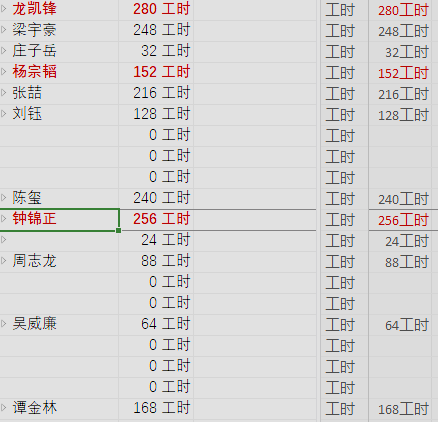 龙凯锋 280 工时 工时 280工时
梁宇豪 248 工时 工时 248工时
庄子岳 32 工时 工时 32工时
杨宗韬 152 工时 工时 152工时
张喆 216 工时 工时 216工时
刘钰 128 工时 工时 128工时
0 工时 工时
0 工时 工时
0 工时 工时
陈玺 240 工时 工时 240工时
钟锦正 256 工时 工时 256工时
24 工时 工时 24工时
周志龙 88 工时 工时 88工时
0 工时 工时
0 工时 工时
吴威廉 64 工时 工时 64工时
0 工时 工时
0 工时 工时
0 工时 工时
谭金林 168 工时 工时 168工时